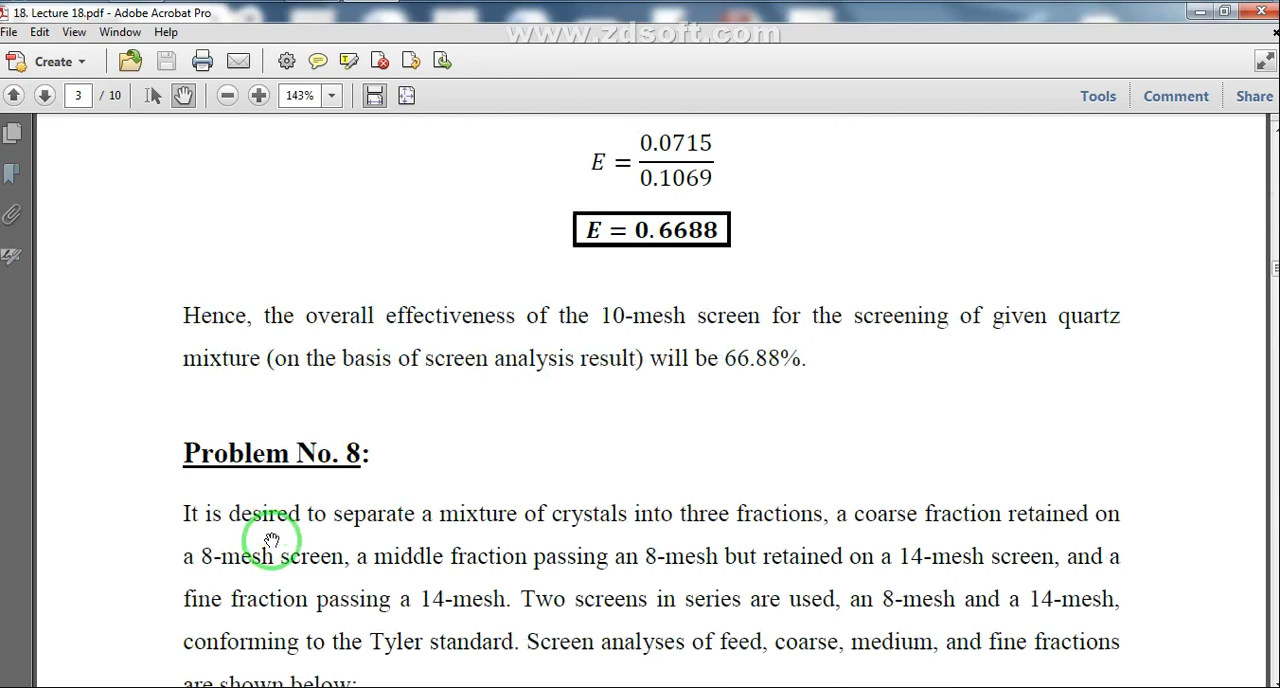 18. Lecture 18.pdf - Adobe Acrobat Pro
www.zdsoft.com
File Edit View Window Help
Create
3 / 10 143% Tools Comment Share
E = 0.0715 / 0.1069
E = 0.6688
Hence, the overall effectiveness of the 10-mesh screen for the screening of given quartz
mixture (on the basis of screen analysis result) will be 66.88%.
Problem No. 8:
It is desired to separate a mixture of crystals into three fractions, a coarse fraction retained on
a 8-mesh screen, a middle fraction passing an 8-mesh but retained on a 14-mesh screen, and a
fine fraction passing a 14-mesh. Two screens in series are used, an 8-mesh and a 14-mesh,
conforming to the Tyler standard. Screen analyses of feed, coarse, medium, and fine fractions
are shown below: